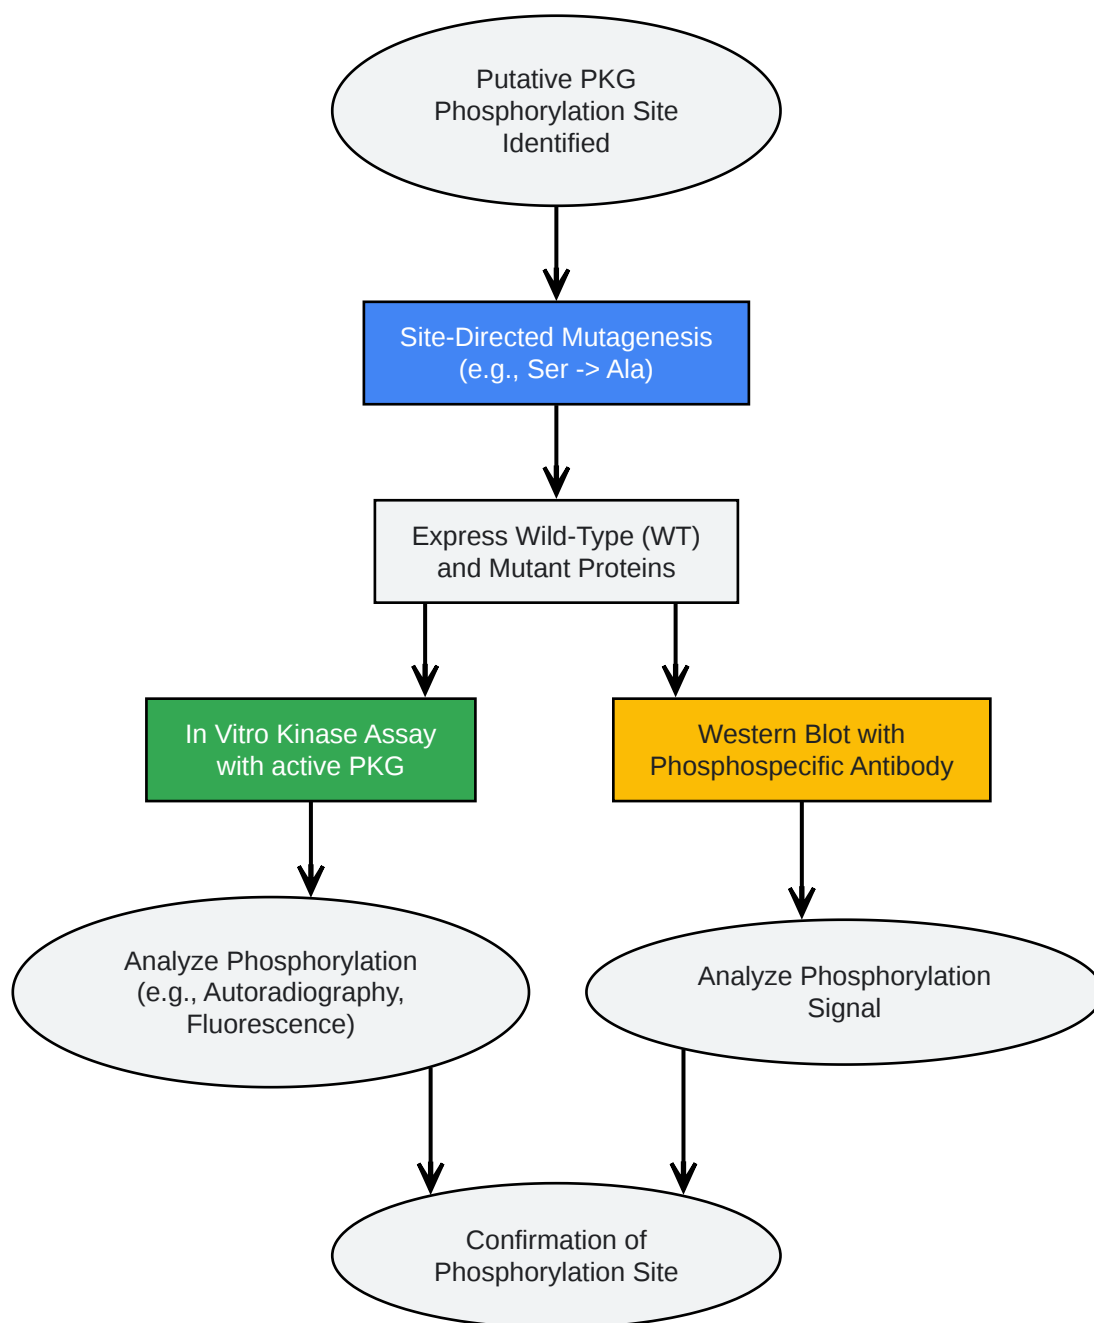 Putative PKG
Phosphorylation Site
Identified
Site-Directed Mutagenesis
(e.g., Ser -> Ala)
Express Wild-Type (WT)
and Mutant Proteins
In Vitro Kinase Assay
with active PKG
Western Blot with
Phosphospecific Antibody
Analyze Phosphorylation
(e.g., Autoradiography,
Fluorescence)
Analyze Phosphorylation
Signal
Confirmation of
Phosphorylation Site